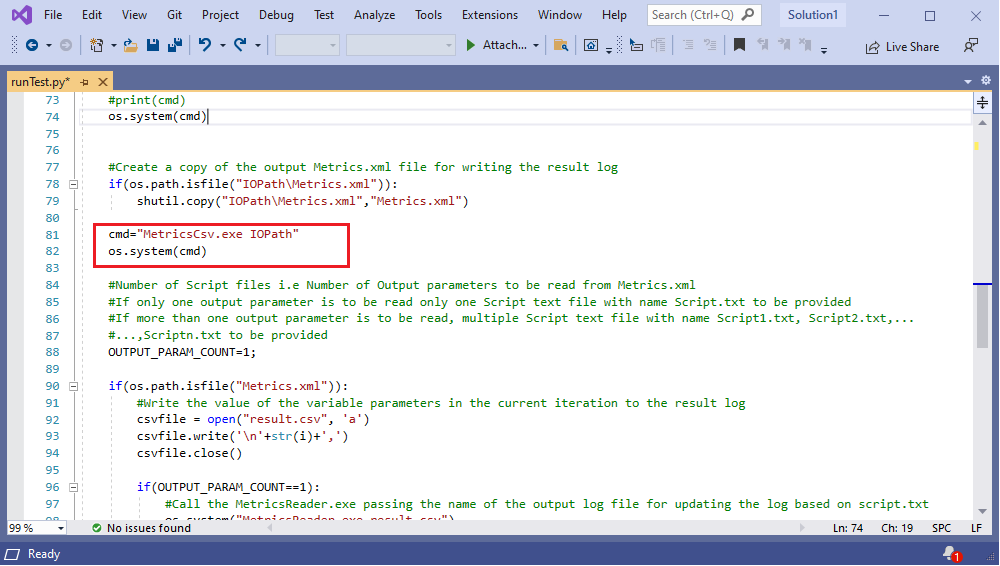 File Edit View Git Project Debug Test Analyze Tools Extensions Window Help Search (Ctrl+Q) Solution1
Attach... Live Share
runTest.py*
73 #print(cmd)
74 os.system(cmd)
75
76
77 #Create a copy of the output Metrics.xml file for writing the result log
78 if(os.path.isfile("IOPath\Metrics.xml")):
79 shutil.copy("IOPath\Metrics.xml","Metrics.xml")
80
81 cmd="MetricsCsv.exe IOPath"
82 os.system(cmd)
83
84 #Number of Script files i.e Number of Output parameters to be read from Metrics.xml
85 #If only one output parameter is to be read only one Script text file with name Script.txt to be provided
86 #If more than one output parameter is to be read, multiple Script text file with name Script1.txt, Script2.txt,...
87 #...,Scriptn.txt to be provided
88 OUTPUT_PARAM_COUNT=1;
89
90 if(os.path.isfile("Metrics.xml")):
91 #Write the value of the variable parameters in the current iteration to the result log
92 csvfile = open("result.csv", 'a')
93 csvfile.write('\n'+str(i)+',')
94 csvfile.close()
95
96 if(OUTPUT_PARAM_COUNT==1):
97 #Call the MetricsReader.exe passing the name of the output log file for updating the log based on script.txt
98 os.system("MetricsReader.exe result.csv")
99 % No issues found Ln: 74 Ch: 19 SPC LF
Ready 1